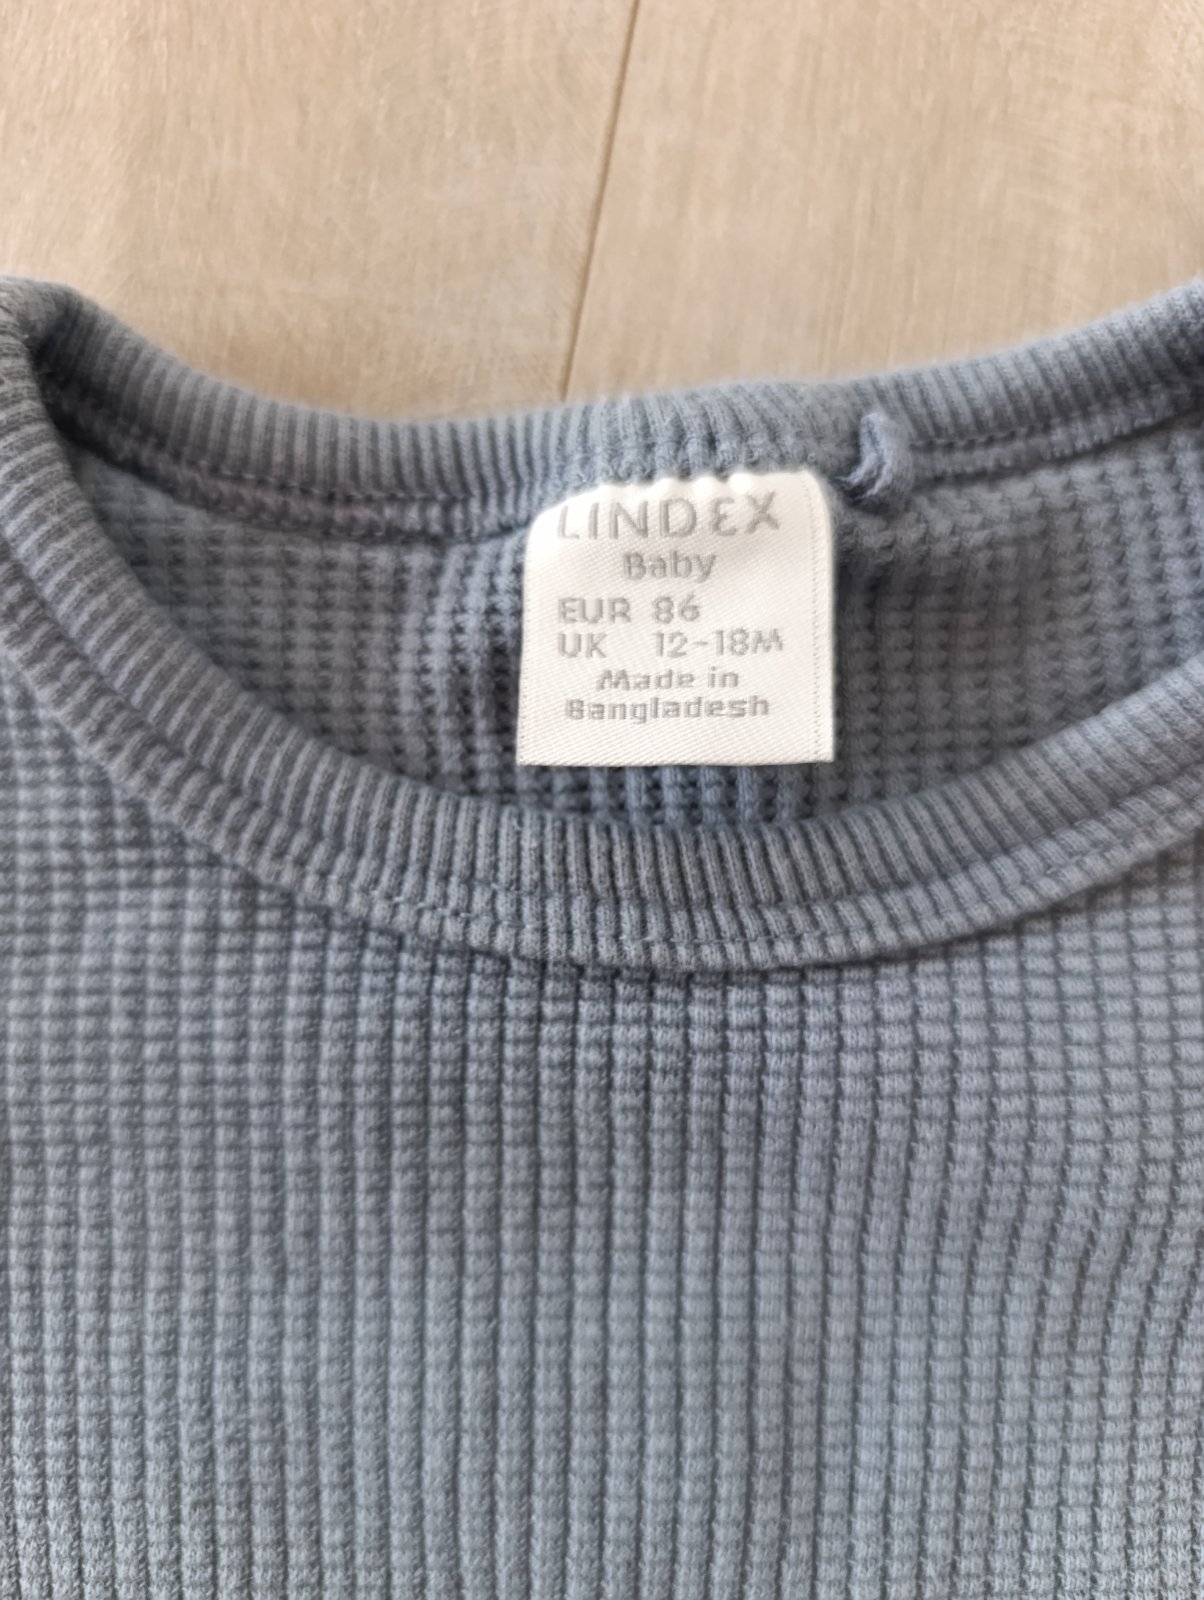 LINDEX
Baby
EUR 86
UK 12-18M
Made in
Bangladesh